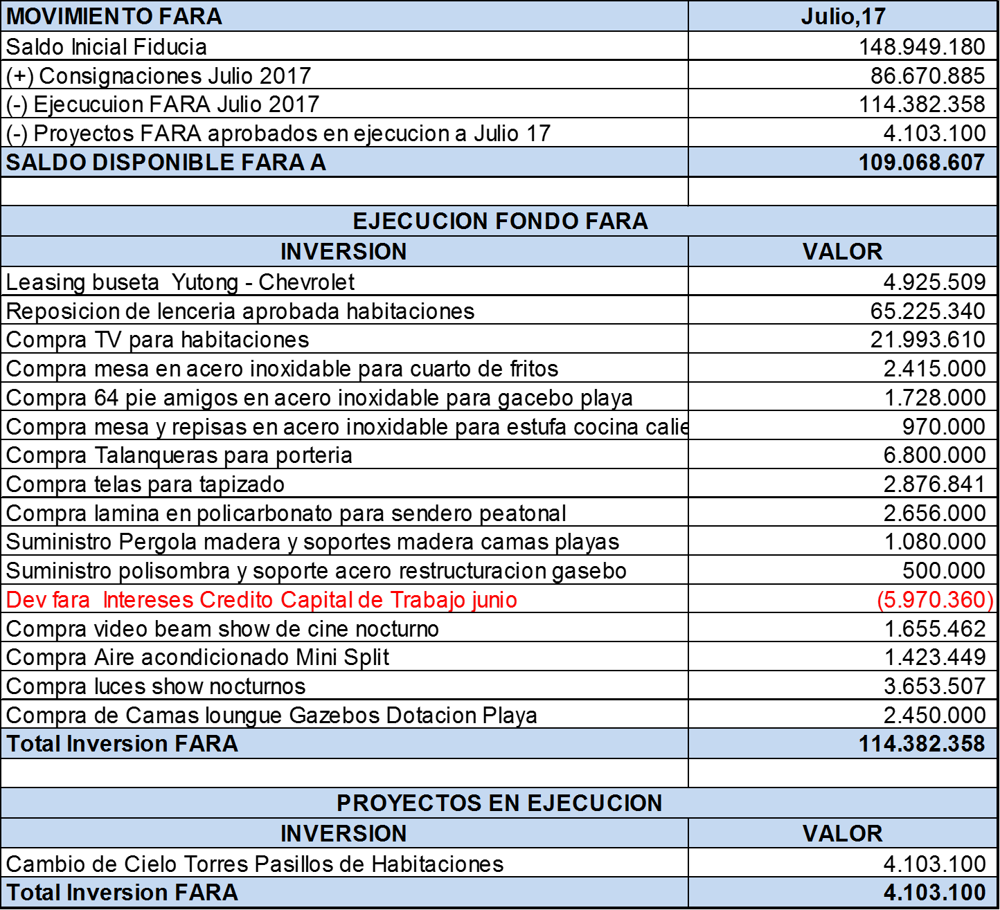 MOVIMIENTO FARA Julio,17
Saldo Inicial Fiducia 148.949.180
(+) Consignaciones Julio 2017 86.670.885
(-) Ejecucuion FARA Julio 2017 114.382.358
(-) Proyectos FARA aprobados en ejecucion a Julio 17 4.103.100
SALDO DISPONIBLE FARA A 109.068.607
EJECUCION FONDO FARA
INVERSION VALOR
Leasing buseta Yutong - Chevrolet 4.925.509
Reposicion de lenceria aprobada habitaciones 65.225.340
Compra TV para habitaciones 21.993.610
Compra mesa en acero inoxidable para cuarto de fritos 2.415.000
Compra 64 pie amigos en acero inoxidable para gacebo playa 1.728.000
Compra mesa y repisas en acero inoxidable para estufa cocina calie 970.000
Compra Talanqueras para porteria 6.800.000
Compra telas para tapizado 2.876.841
Compra lamina en policarbonato para sendero peatonal 2.656.000
Suministro Pergola madera y soportes madera camas playas 1.080.000
Suministro polisombra y soporte acero restructuracion gasebo 500.000
Dev fara Intereses Credito Capital de Trabajo junio (5.970.360)
Compra video beam show de cine nocturno 1.655.462
Compra Aire acondicionado Mini Split 1.423.449
Compra luces show nocturnos 3.653.507
Compra de Camas loungue Gazebos Dotacion Playa 2.450.000
Total Inversion FARA 114.382.358
PROYECTOS EN EJECUCION
INVERSION VALOR
Cambio de Cielo Torres Pasillos de Habitaciones 4.103.100
Total Inversion FARA 4.103.100